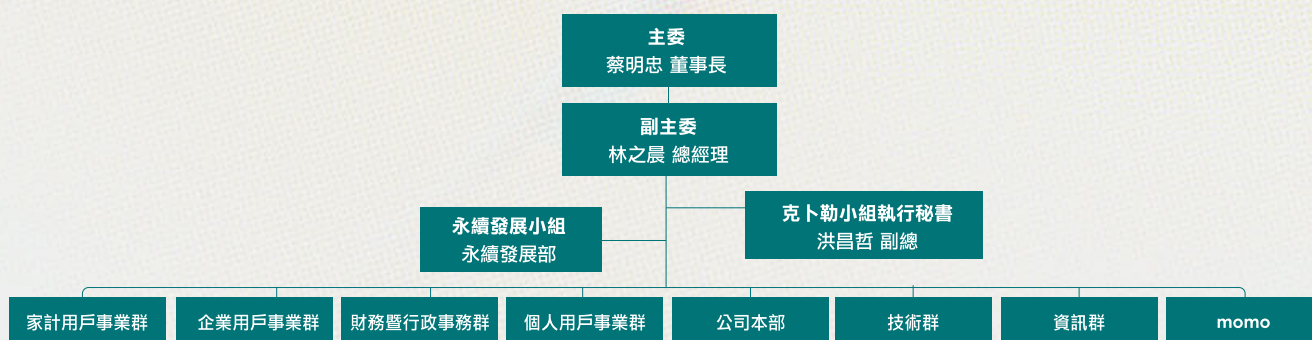 主委
蔡明忠 董事長
副主委
林之晨 總經理
克卜勒小組執行秘書
洪昌哲 副總
永續發展小組
永續發展部
家計用戶事業群
企業用戶事業群
財務暨行政事務群
個人用戶事業群
公司本部
技術群
資訊群
momo